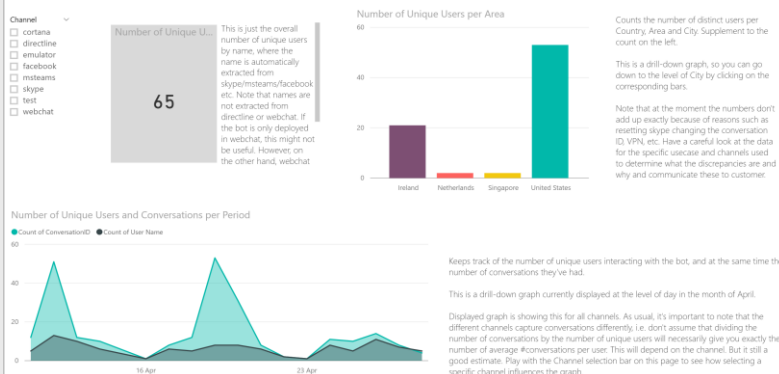 Channel
cortana
directline
emulator
facebook
msteams
skype
test
webchat
Number of Unique U...
65
This is just the overall
number of unique users
by name, where the
name is automatically
extracted from
skype/msteams/facebook
etc. Note that names are
not extracted from
directline or webchat. If
the bot is only deployed
in webchat, this might not
be useful. However, on
the other hand, webchat
Number of Unique Users per Area
60
40
20
0
Ireland
Netherlands
Singapore
United States
Counts the number of distinct users per
Country, Area and City. Supplement to the
count on the left.
This is a drill-down graph, so you can go
down to the level of City by clicking on the
corresponding bars.
Note that at the moment the numbers don't
add up exactly because of reasons such as
resetting skype changing the conversation
ID, VPN, etc. Have a careful look at the data
for the specific usecase and channels used
to determine what the discrepancies are and
why and communicate these to customer.
Number of Unique Users and Conversations per Period
Count of ConversationID Count of User Name
60
40
20
0
16 Apr
23 Apr
Keeps track of the number of unique users interacting with the bot, and at the same time th
number of conversations they've had.
This is a drill-down graph currently displayed at the level of day in the month of April.
Displayed graph is showing this for all channels. As usual, it's important to note that the
different channels capture conversations differently, i.e. don't assume that dividing the
number of conversations by the number of unique users will necessarily give you exactly the
number of average #conversations per user. This will depend on the channel. But it still a
good estimate. Play with the Channel selection bar on this page to see how selecting a
specific channel influences the graph.